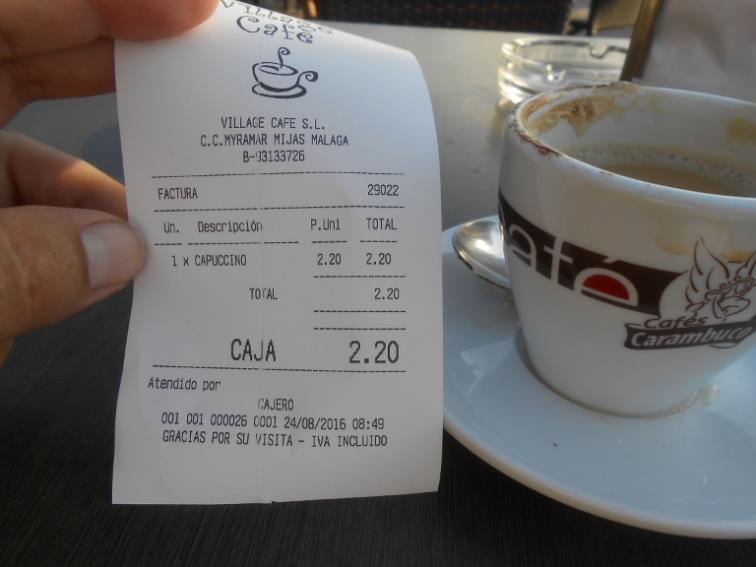 Village
Café
VILLAGE CAFE S.L.
C.C.MYRAMAR MIJAS MALAGA
B-93133726
FACTURA 29022
Un. Descripción P.Uni TOTAL
1 x CAPUCCINO 2.20 2.20
TOTAL 2.20
CAJA 2.20
Atendido por
CAJERO
001 001 000026 0001 24/08/2016 08:49
GRACIAS POR SU VISITA - IVA INCLUIDO
afé
Cafés
Carambuco